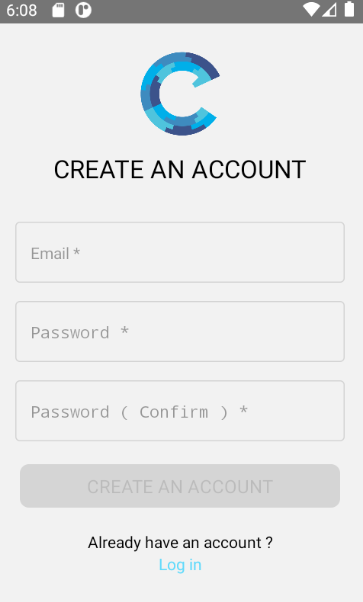 6:08
CREATE AN ACCOUNT
Email *
Password *
Password ( Confirm ) *
CREATE AN ACCOUNT
Already have an account ?
Log in